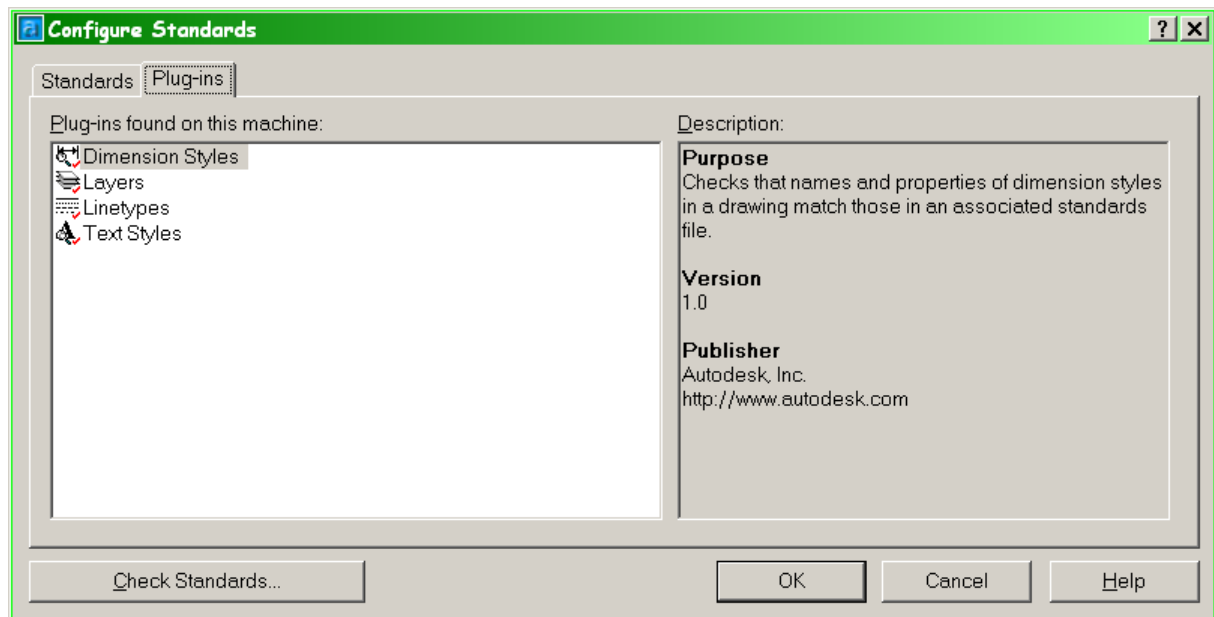 Configure Standards
Standards
Plug-ins
Plug-ins found on this machine:
Dimension Styles
Layers
Linetypes
Text Styles
Description:
Purpose
Checks that names and properties of dimension styles
in a drawing match those in an associated standards
file.
Version
1.0
Publisher
Autodesk, Inc.
http://www.autodesk.com
Check Standards...
OK
Cancel
Help